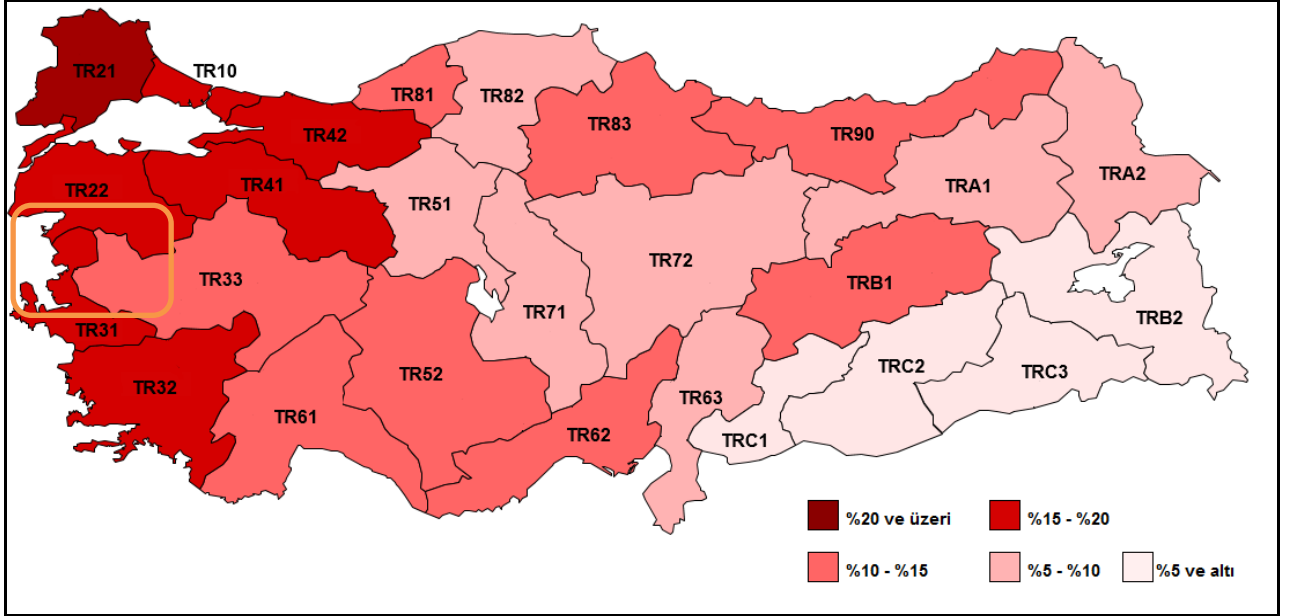 TR21
TR10
TR81
TR82
TR42
TR83
TR90
TR22
TR41
TR51
TRA1
TRA2
TR33
TR72
TRB1
TR71
TR31
TRB2
TR32
TR52
TRC2
TRC3
TR61
TR63
TR62
TRC1
%20 ve üzeri
%15 - %20
%10 - %15
%5 - %10
%5 ve altı